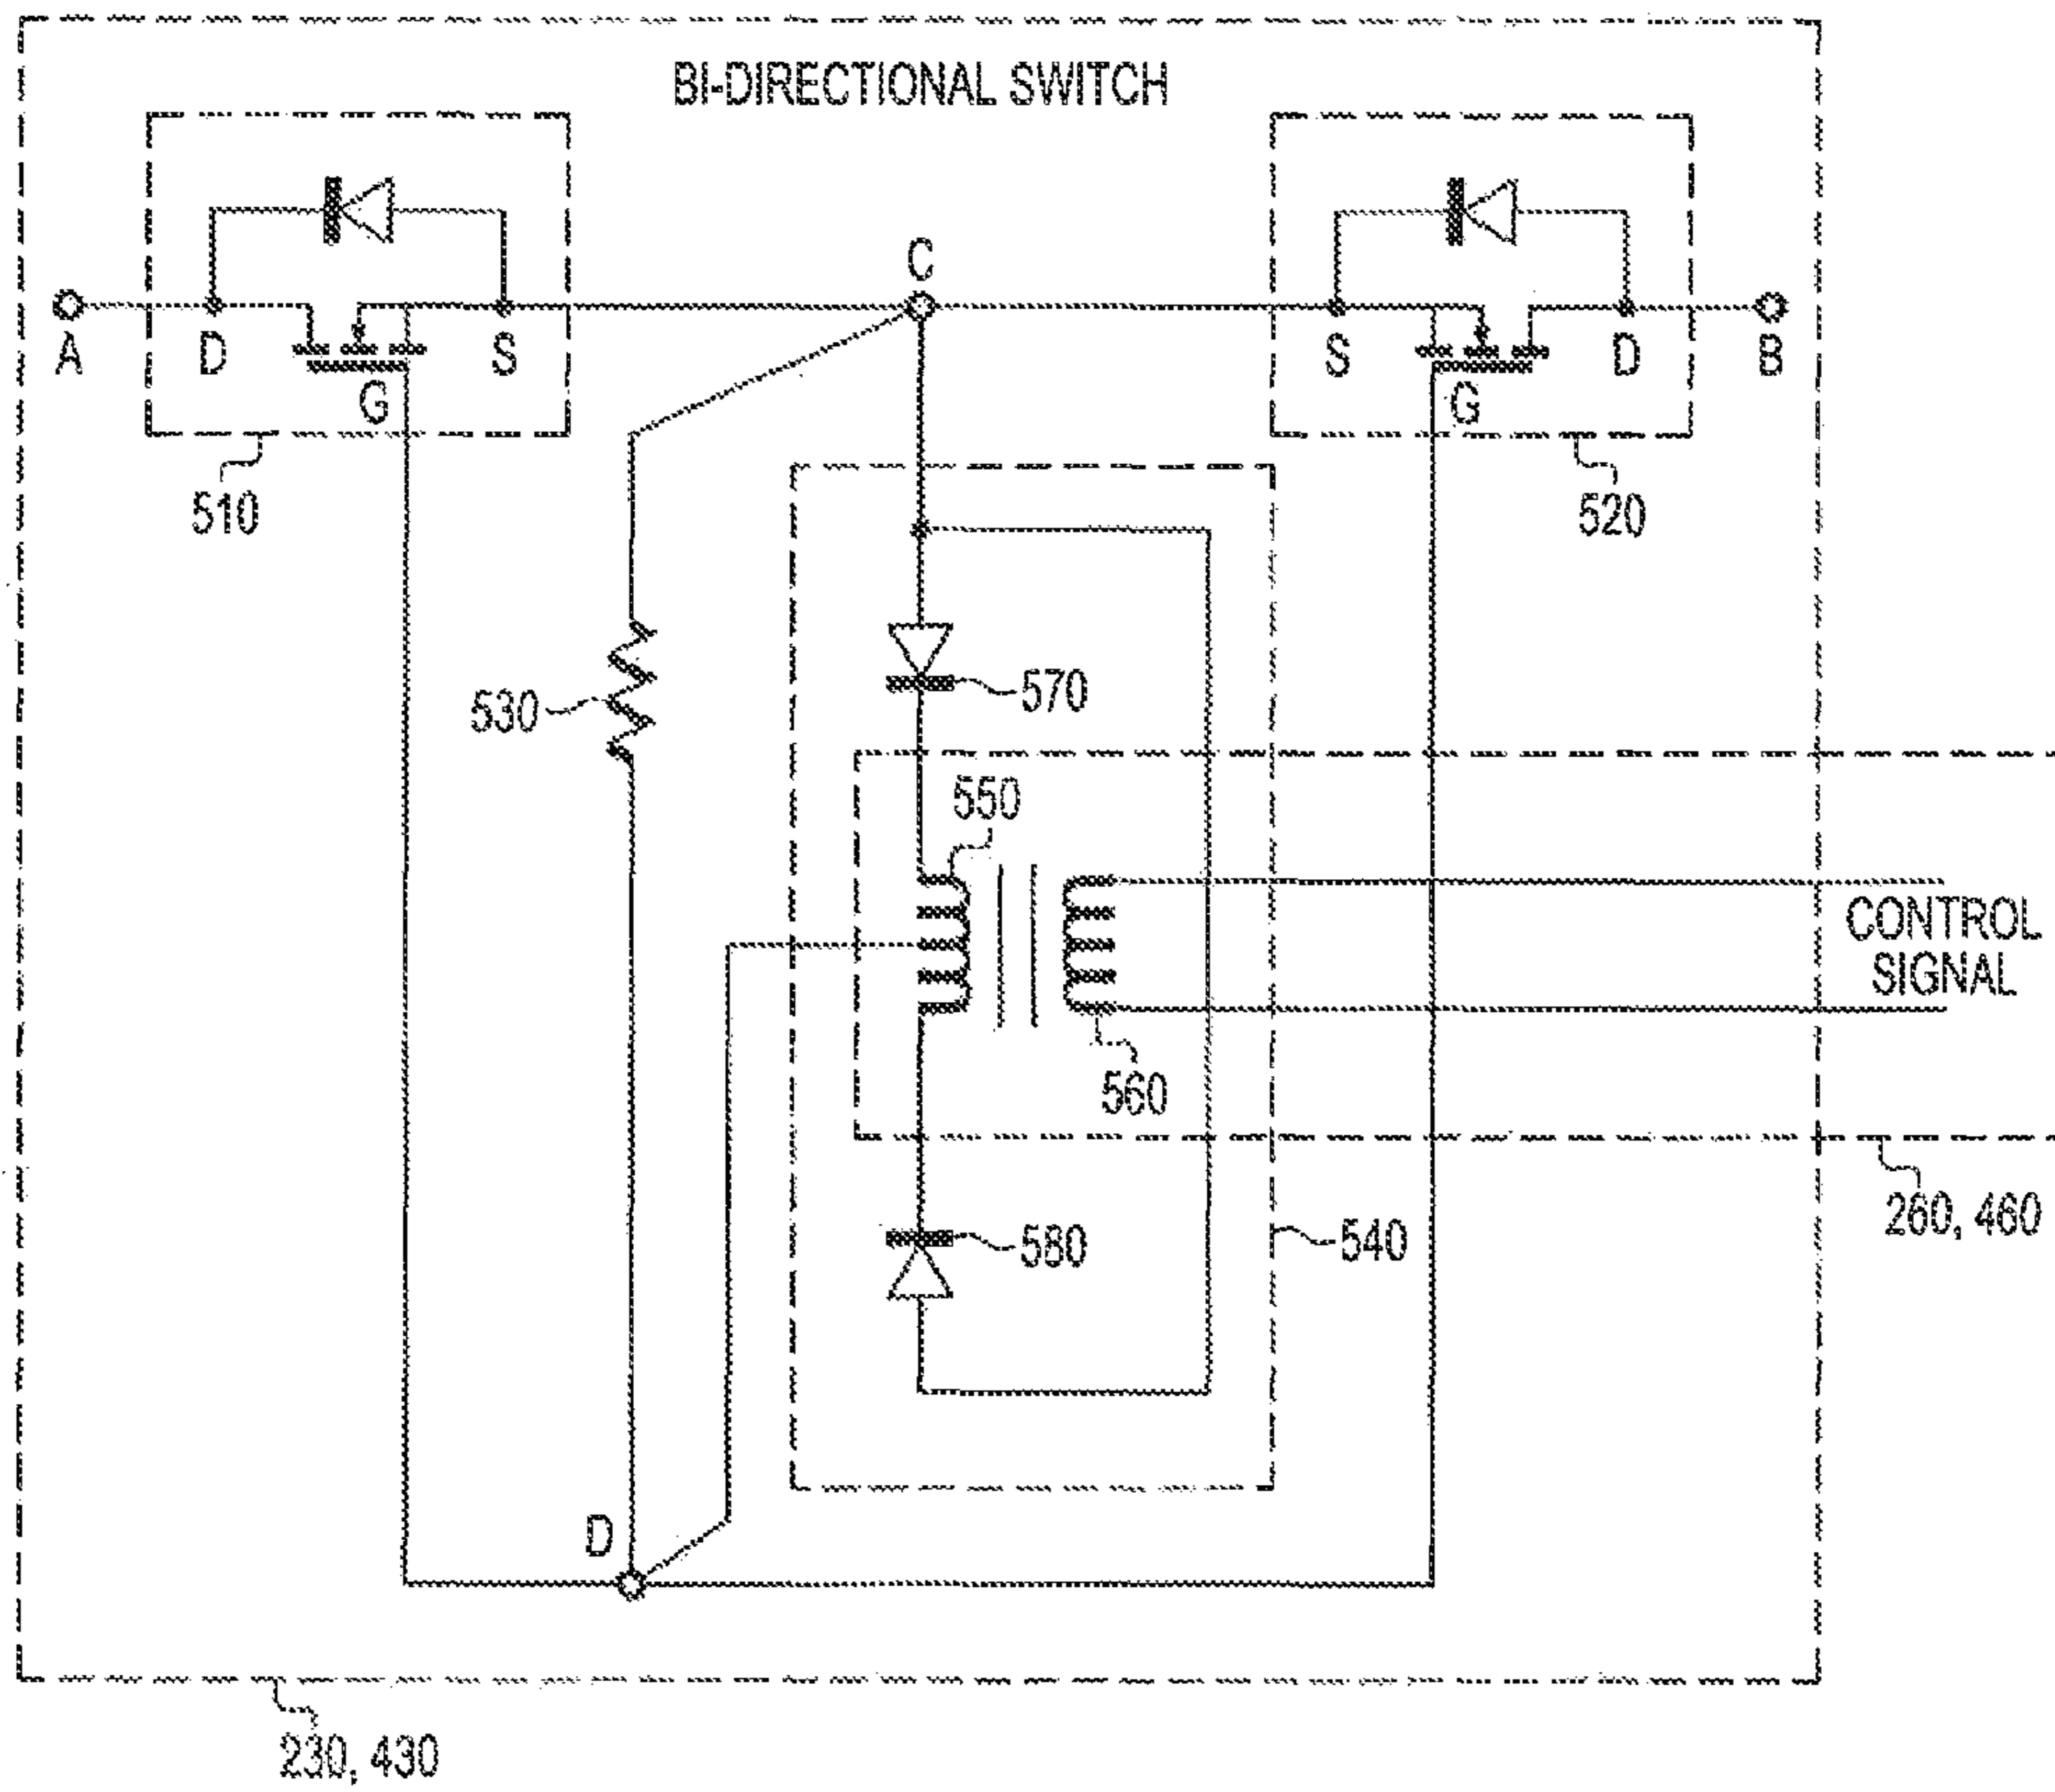 BI-DIRECTIONAL SWITCH
C
A
D
G
S
S
G
D
B
510
520
530
570
550
CONTROL
SIGNAL
560
260, 460
580
540
D
230, 430